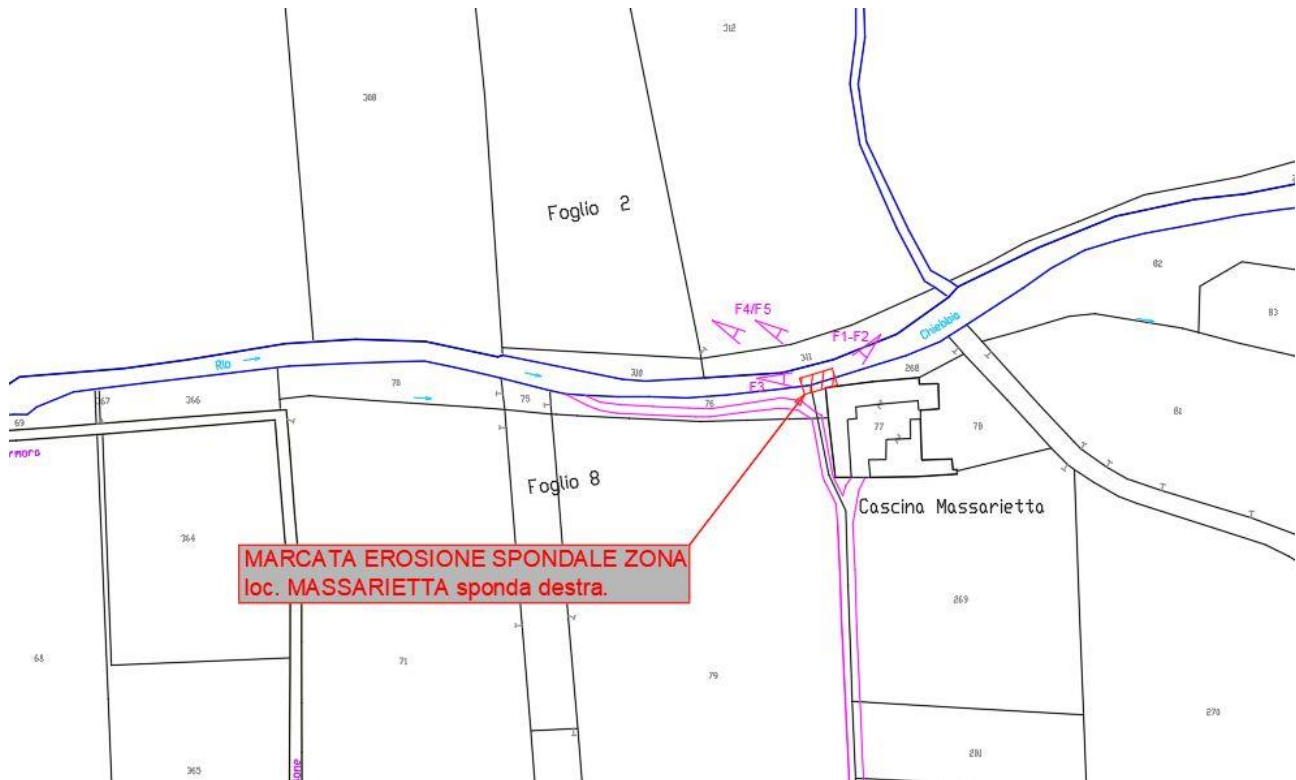 312
308
Foglio 2
F4/F5
F1-F2
Chiebbia
82
83
Rio
310
311
F3
268
70
75
76
77
78
81
367
366
69
Foglio 8
Cascina Massarietta
364
MARCATA EROSIONE SPONDALE ZONA
loc. MASSARIETTA sponda destra.
269
68
71
79
270
365
281